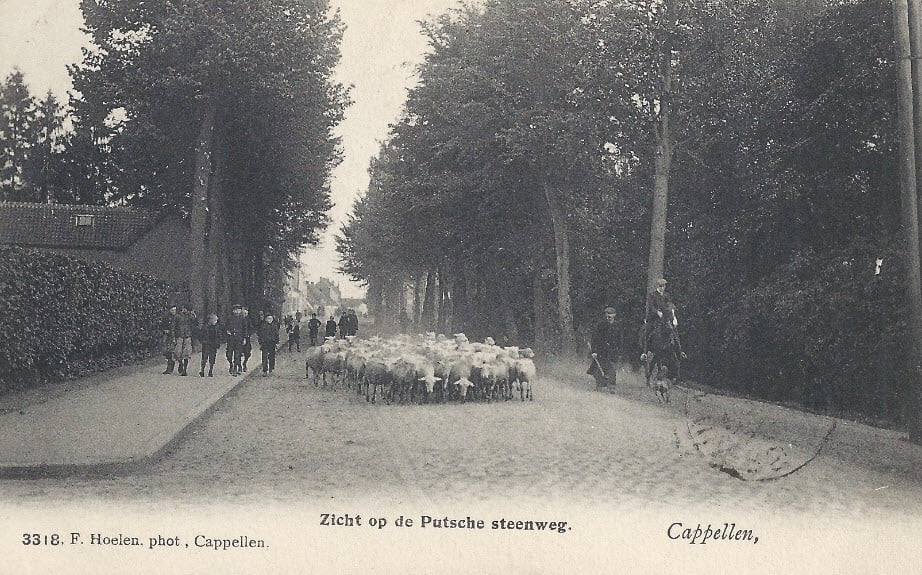 Zicht op de Putsche steenweg.
3318. F. Hoelen. phot , Cappellen.
Cappellen,